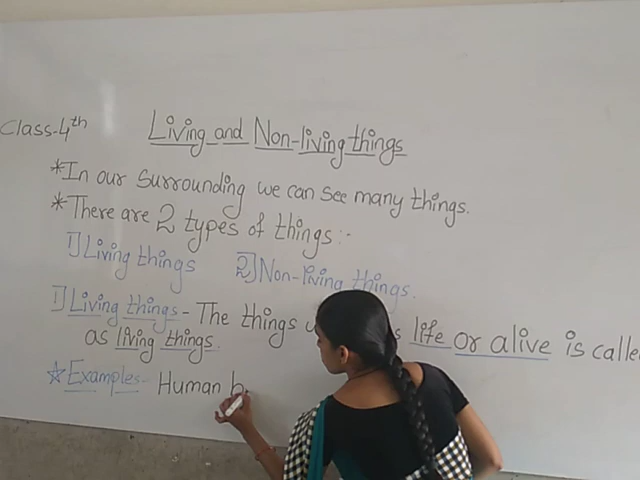 Class-4th
Living and Non-living things
*In our surrounding we can see many things.
*There are 2 types of things:-
1] Living things 2] Non-living things.
1] Living things - The things life or alive is called
as living things.
☆Examples- Human b